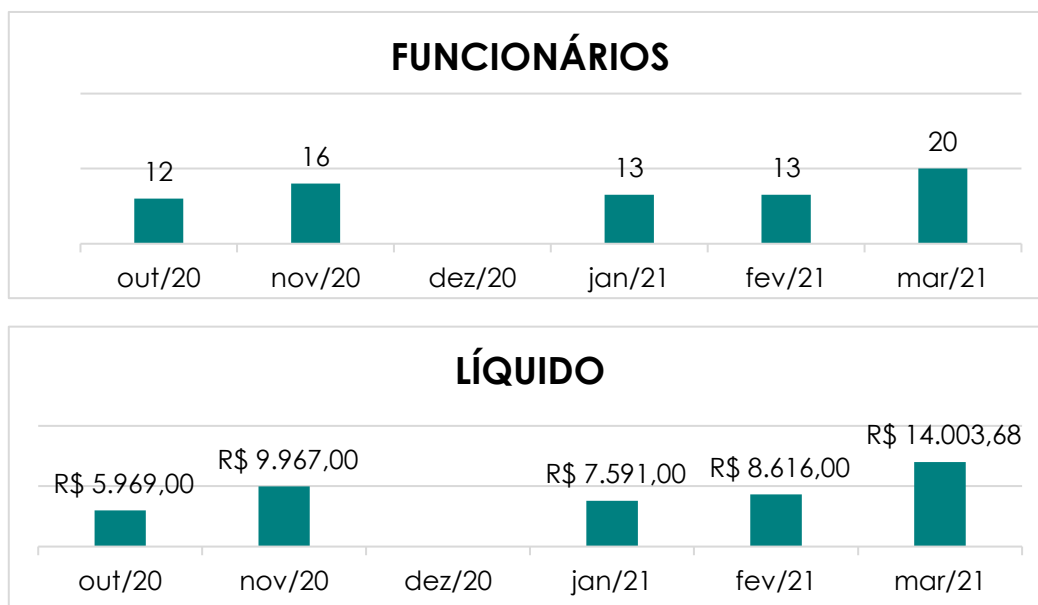 FUNCIONÁRIOS
12 16 13 13 20
out/20 nov/20 dez/20 jan/21 fev/21 mar/21
LÍQUIDO
R$ 5.969,00 R$ 9.967,00 R$ 7.591,00 R$ 8.616,00 R$ 14.003,68
out/20 nov/20 dez/20 jan/21 fev/21 mar/21